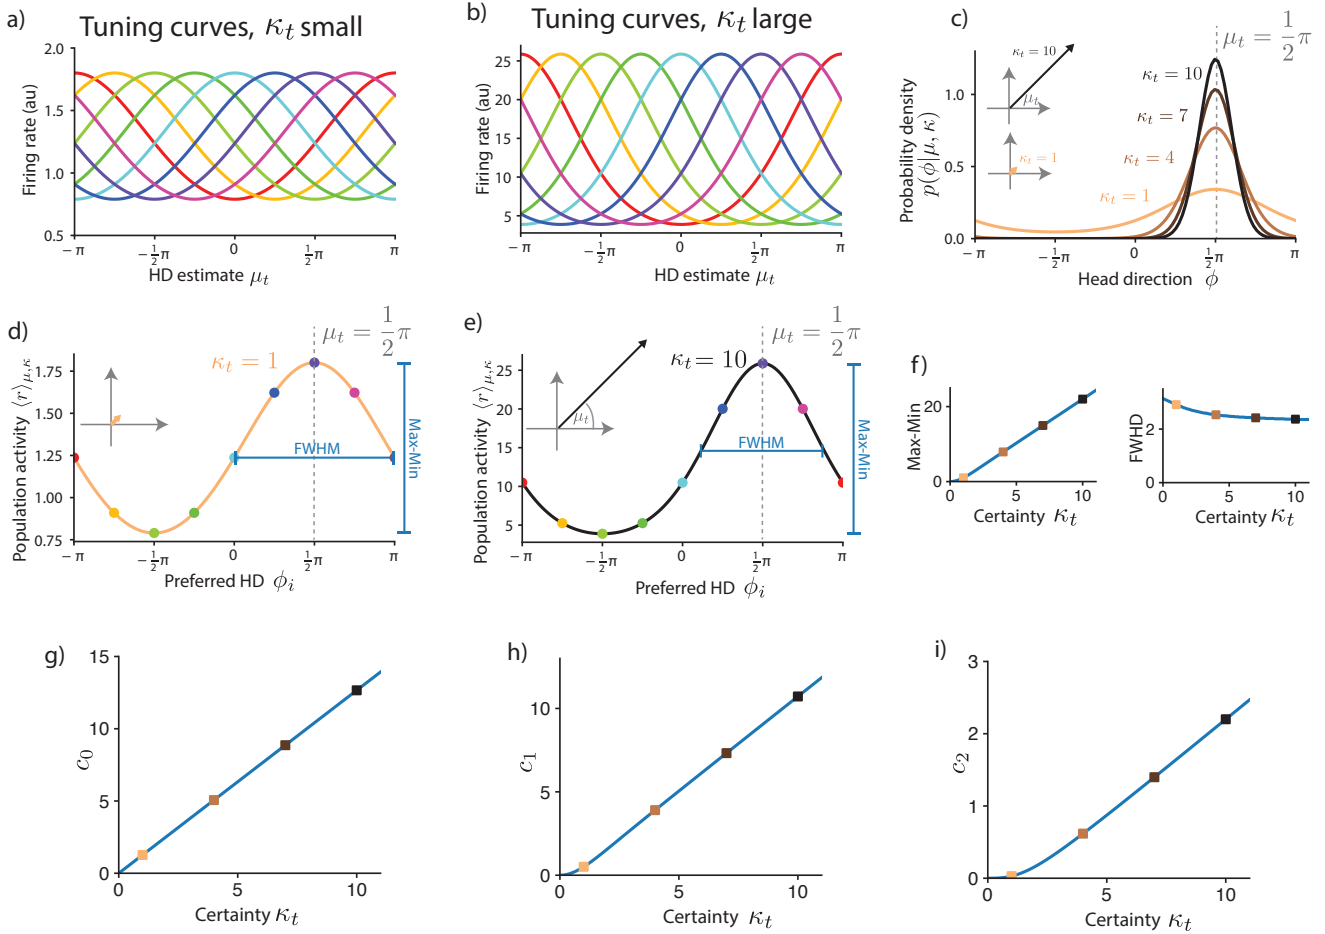 a)
Tuning curves, κt small
Firing rate (au)
2.0
1.5
1.0
0.5
−π
−½π
0
½π
π
HD estimate μt
b)
Tuning curves, κt large
Firing rate (au)
25
20
15
10
5
−π
−½π
0
½π
π
HD estimate μt
c)
μt = ½π
Probability density
p(ϕ|μ, κ)
1.0
0.5
0.0
κt = 10
μt
κt = 1
κt = 10
κt = 7
κt = 4
κt = 1
−π
−½π
0
½π
π
Head direction ϕ
d)
μt = ½π
κt = 1
Population activity ⟨r⟩μ,κ
1.75
1.50
1.25
1.00
0.75
FWHM
Max-Min
−π
−½π
0
½π
π
Preferred HD ϕi
e)
μt = ½π
κt = 10
μt
Population activity ⟨r⟩μ,κ
25
20
15
10
5
FWHM
Max-Min
−π
−½π
0
½π
π
Preferred HD ϕi
f)
Max-Min
20
0
0
5
10
Certainty κt
FWHD
2
0
0
5
10
Certainty κt
g)
c0
15
10
5
0
0
5
10
Certainty κt
h)
c1
10
5
0
0
5
10
Certainty κt
i)
c2
3
2
1
0
0
5
10
Certainty κt